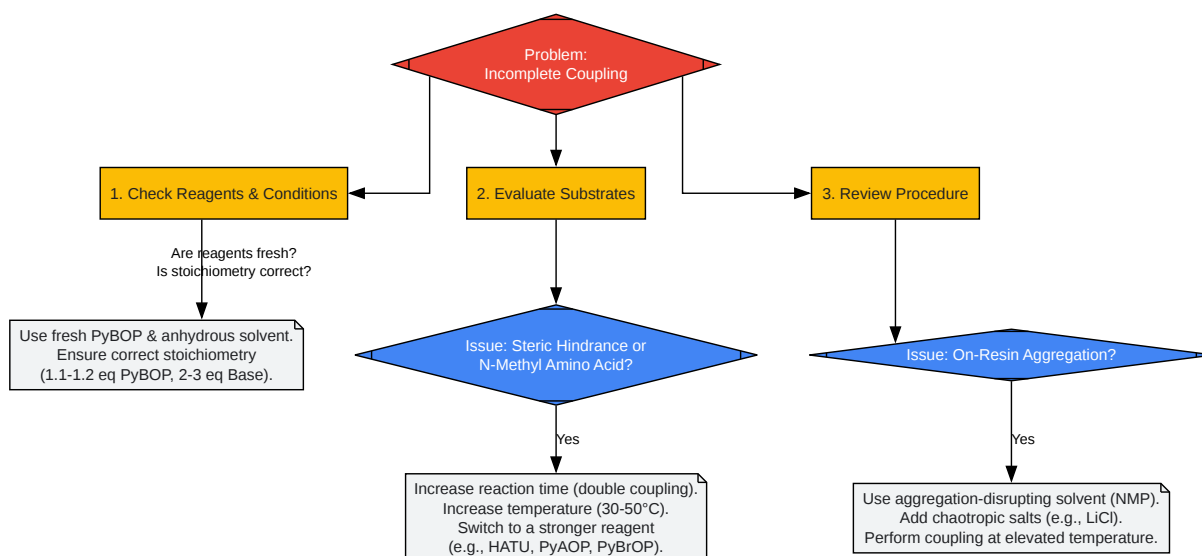 Problem:
Incomplete Coupling
1. Check Reagents & Conditions
2. Evaluate Substrates
3. Review Procedure
Are reagents fresh?
Is stoichiometry correct?
Use fresh PyBOP & anhydrous solvent.
Ensure correct stoichiometry
(1.1-1.2 eq PyBOP, 2-3 eq Base).
Issue: Steric Hindrance or
N-Methyl Amino Acid?
Issue: On-Resin Aggregation?
Yes
Yes
Increase reaction time (double coupling).
Increase temperature (30-50°C).
Switch to a stronger reagent
(e.g., HATU, PyAOP, PyBrOP).
Use aggregation-disrupting solvent (NMP).
Add chaotropic salts (e.g., LiCl).
Perform coupling at elevated temperature.